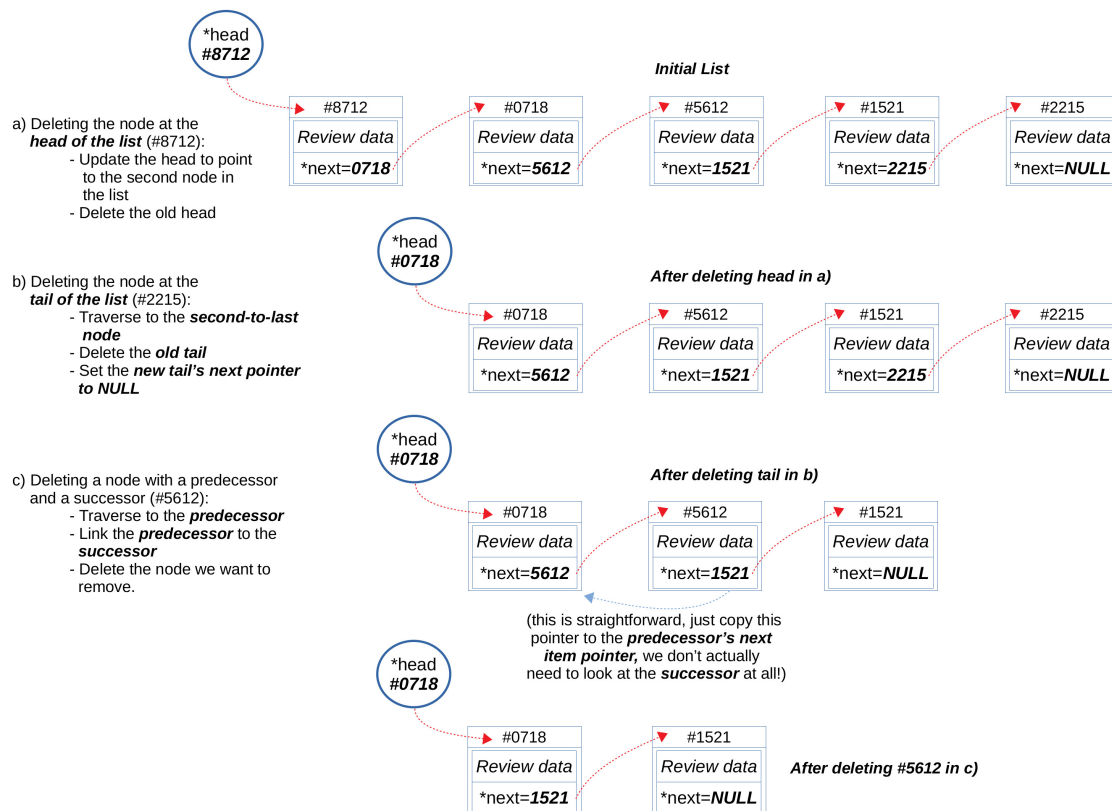 *head
#8712
Initial List
#8712
Review data
*next=0718
#0718
Review data
*next=5612
#5612
Review data
*next=1521
#1521
Review data
*next=2215
#2215
Review data
*next=NULL
a) Deleting the node at the
head of the list (#8712):
- Update the head to point
to the second node in
the list
- Delete the old head
*head
#0718
After deleting head in a)
#0718
Review data
*next=5612
#5612
Review data
*next=1521
#1521
Review data
*next=2215
#2215
Review data
*next=NULL
b) Deleting the node at the
tail of the list (#2215):
- Traverse to the second-to-last
node
- Delete the old tail
- Set the new tail's next pointer
to NULL
*head
#0718
After deleting tail in b)
#0718
Review data
*next=5612
#5612
Review data
*next=1521
#1521
Review data
*next=NULL
c) Deleting a node with a predecessor
and a successor (#5612):
- Traverse to the predecessor
- Link the predecessor to the
successor
- Delete the node we want to
remove.
(this is straightforward, just copy this
pointer to the predecessor's next
item pointer, we don't actually
need to look at the successor at all!)
*head
#0718
#0718
Review data
*next=1521
#1521
Review data
*next=NULL
After deleting #5612 in c)